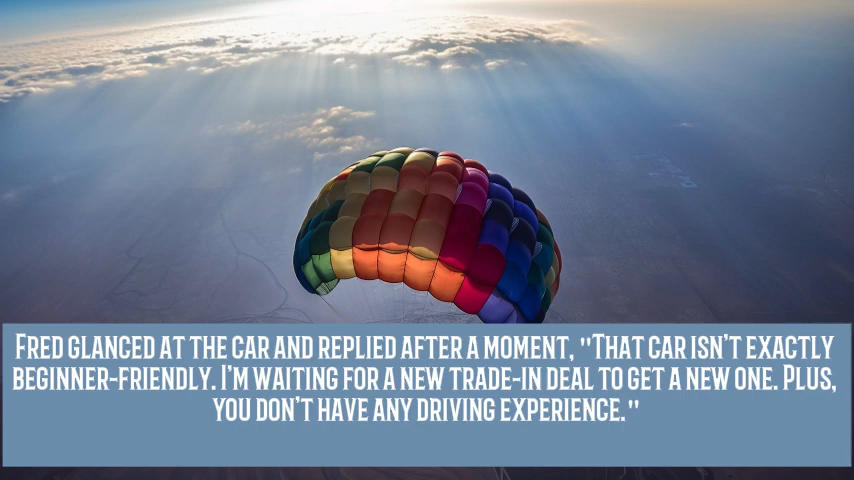 Fred glanced at the car and replied after a moment, "That car isn't exactly
beginner-friendly. I'm waiting for a new trade-in deal to get a new one. Plus,
you don't have any driving experience."